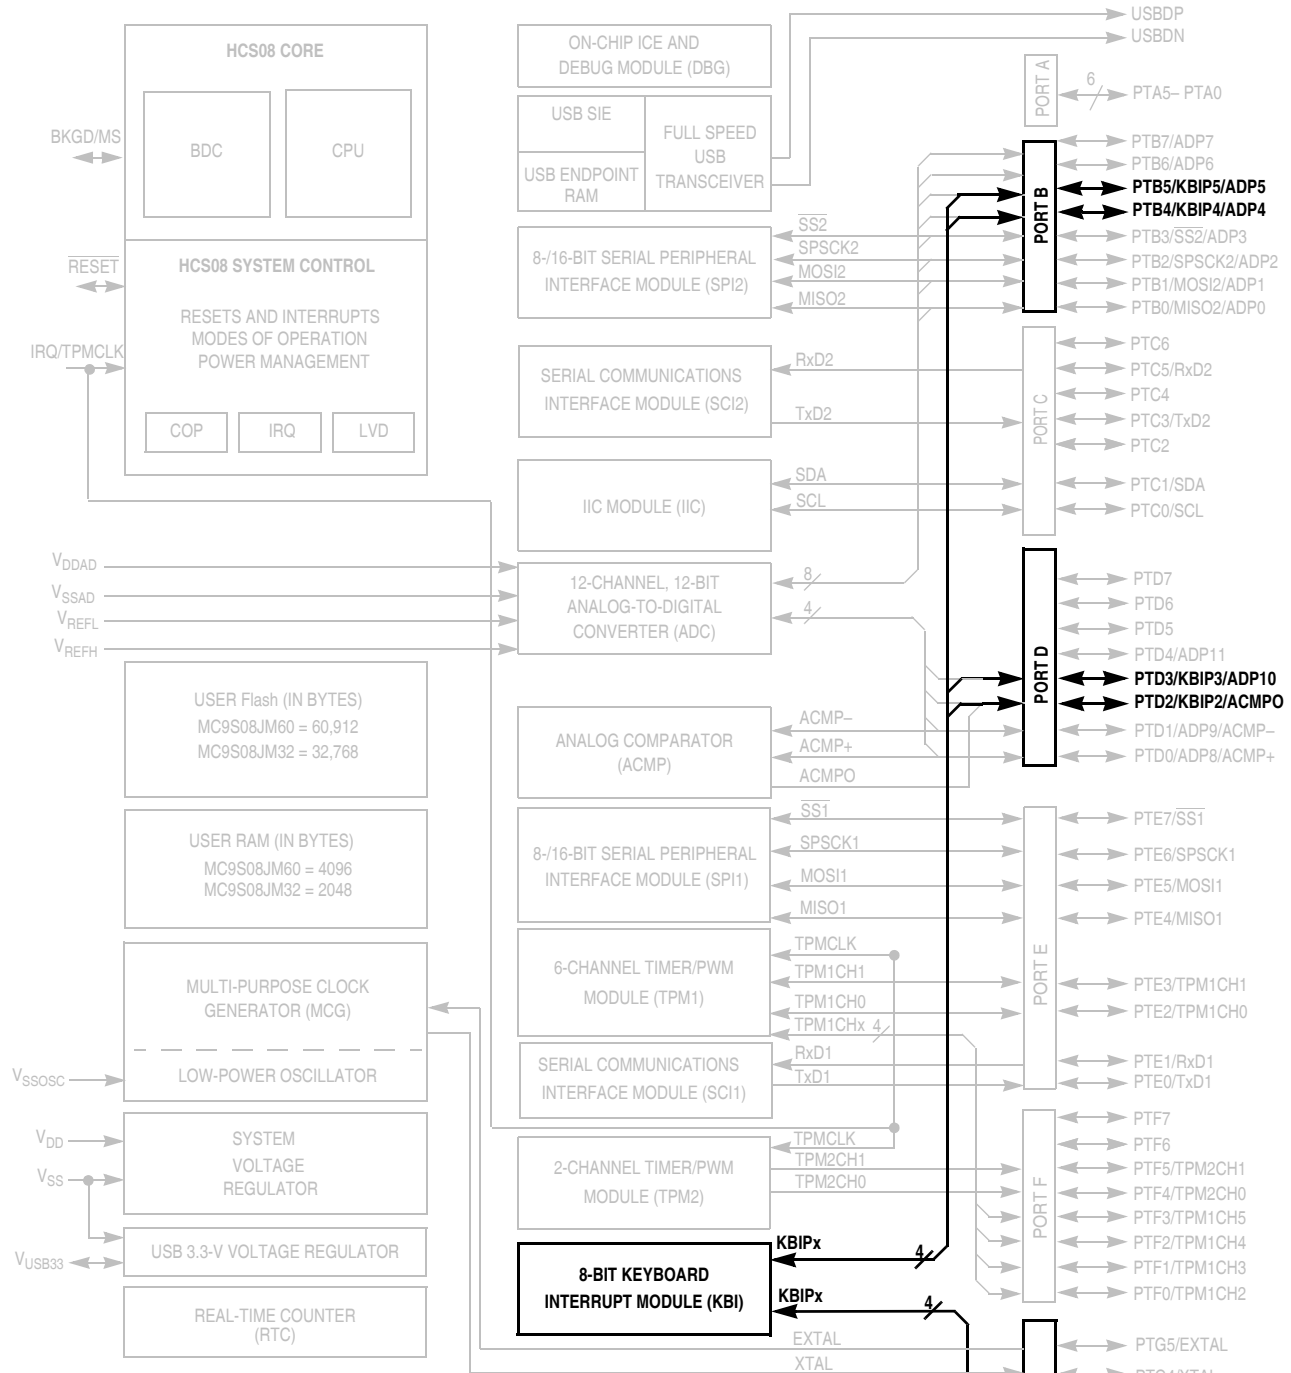 HCS08 CORE
BDC
CPU
BKGD/MS
RESET
HCS08 SYSTEM CONTROL
RESETS AND INTERRUPTS
MODES OF OPERATION
POWER MANAGEMENT
IRQ/TPMCLK
COP
IRQ
LVD
VDDAD
VSSAD
VREFL
VREFH
USER Flash (IN BYTES)
MC9S08JM60 = 60,912
MC9S08JM32 = 32,768
USER RAM (IN BYTES)
MC9S08JM60 = 4096
MC9S08JM32 = 2048
MULTI-PURPOSE CLOCK
GENERATOR (MCG)
LOW-POWER OSCILLATOR
VSSOSC
VDD
VSS
SYSTEM
VOLTAGE
REGULATOR
VUSB33
USB 3.3-V VOLTAGE REGULATOR
REAL-TIME COUNTER
(RTC)
ON-CHIP ICE AND
DEBUG MODULE (DBG)
USB SIE
USB ENDPOINT
RAM
FULL SPEED
USB
TRANSCEIVER
8-/16-BIT SERIAL PERIPHERAL
INTERFACE MODULE (SPI2)
SS2
SPSCK2
MOSI2
MISO2
SERIAL COMMUNICATIONS
INTERFACE MODULE (SCI2)
RxD2
TxD2
IIC MODULE (IIC)
SDA
SCL
12-CHANNEL, 12-BIT
ANALOG-TO-DIGITAL
CONVERTER (ADC)
8
4
ANALOG COMPARATOR
(ACMP)
ACMP–
ACMP+
ACMPO
8-/16-BIT SERIAL PERIPHERAL
INTERFACE MODULE (SPI1)
SS1
SPSCK1
MOSI1
MISO1
6-CHANNEL TIMER/PWM
MODULE (TPM1)
TPMCLK
TPM1CH1
TPM1CH0
TPM1CHx 4
SERIAL COMMUNICATIONS
INTERFACE MODULE (SCI1)
RxD1
TxD1
2-CHANNEL TIMER/PWM
MODULE (TPM2)
TPMCLK
TPM2CH1
TPM2CH0
8-BIT KEYBOARD
INTERRUPT MODULE (KBI)
KBIPx 4
KBIPx 4
EXTAL
XTAL
USBDP
USBDN
PORT A
6
PTA5– PTA0
PORT B
PTB7/ADP7
PTB6/ADP6
PTB5/KBIP5/ADP5
PTB4/KBIP4/ADP4
PTB3/SS2/ADP3
PTB2/SPSCK2/ADP2
PTB1/MOSI2/ADP1
PTB0/MISO2/ADP0
PORT C
PTC6
PTC5/RxD2
PTC4
PTC3/TxD2
PTC2
PTC1/SDA
PTC0/SCL
PORT D
PTD7
PTD6
PTD5
PTD4/ADP11
PTD3/KBIP3/ADP10
PTD2/KBIP2/ACMPO
PTD1/ADP9/ACMP–
PTD0/ADP8/ACMP+
PORT E
PTE7/SS1
PTE6/SPSCK1
PTE5/MOSI1
PTE4/MISO1
PTE3/TPM1CH1
PTE2/TPM1CH0
PTE1/RxD1
PTE0/TxD1
PORT F
PTF7
PTF6
PTF5/TPM2CH1
PTF4/TPM2CH0
PTF3/TPM1CH5
PTF2/TPM1CH4
PTF1/TPM1CH3
PTF0/TPM1CH2
PTG5/EXTAL